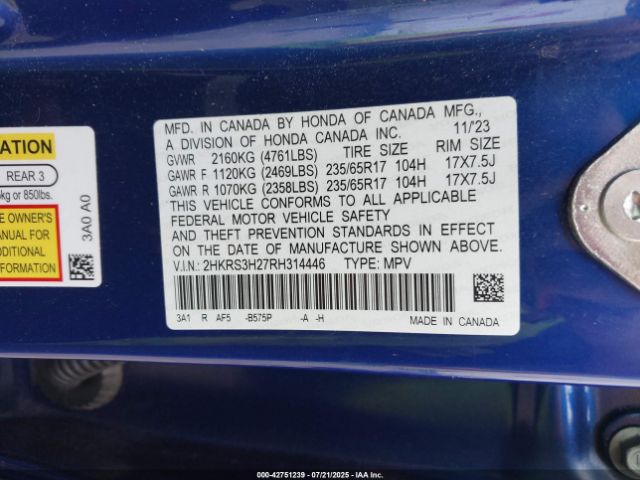 ATION
REAR 3
kg or 850lbs.
E OWNER'S
ANUAL FOR
DDITIONAL
NFORMATION
3A0 A0
MFD. IN CANADA BY HONDA OF CANADA MFG.,
A DIVISION OF HONDA CANADA INC. 11/'23
GVWR 2160KG (4761LBS) TIRE SIZE RIM SIZE
GAWR F 1120KG (2469LBS) 235/65R17 104H 17X7.5J
GAWR R 1070KG (2358LBS) 235/65R17 104H 17X7.5J
THIS VEHICLE CONFORMS TO ALL APPLICABLE
FEDERAL MOTOR VEHICLE SAFETY
AND THEFT PREVENTION STANDARDS IN EFFECT
ON THE DATE OF MANUFACTURE SHOWN ABOVE.
V.I.N.: 2HKRS3H27RH314446 TYPE: MPV
3A1 R AF5 -B575P -A -H MADE IN CANADA
000-42751239 - 07/21/2025 - IAA Inc.